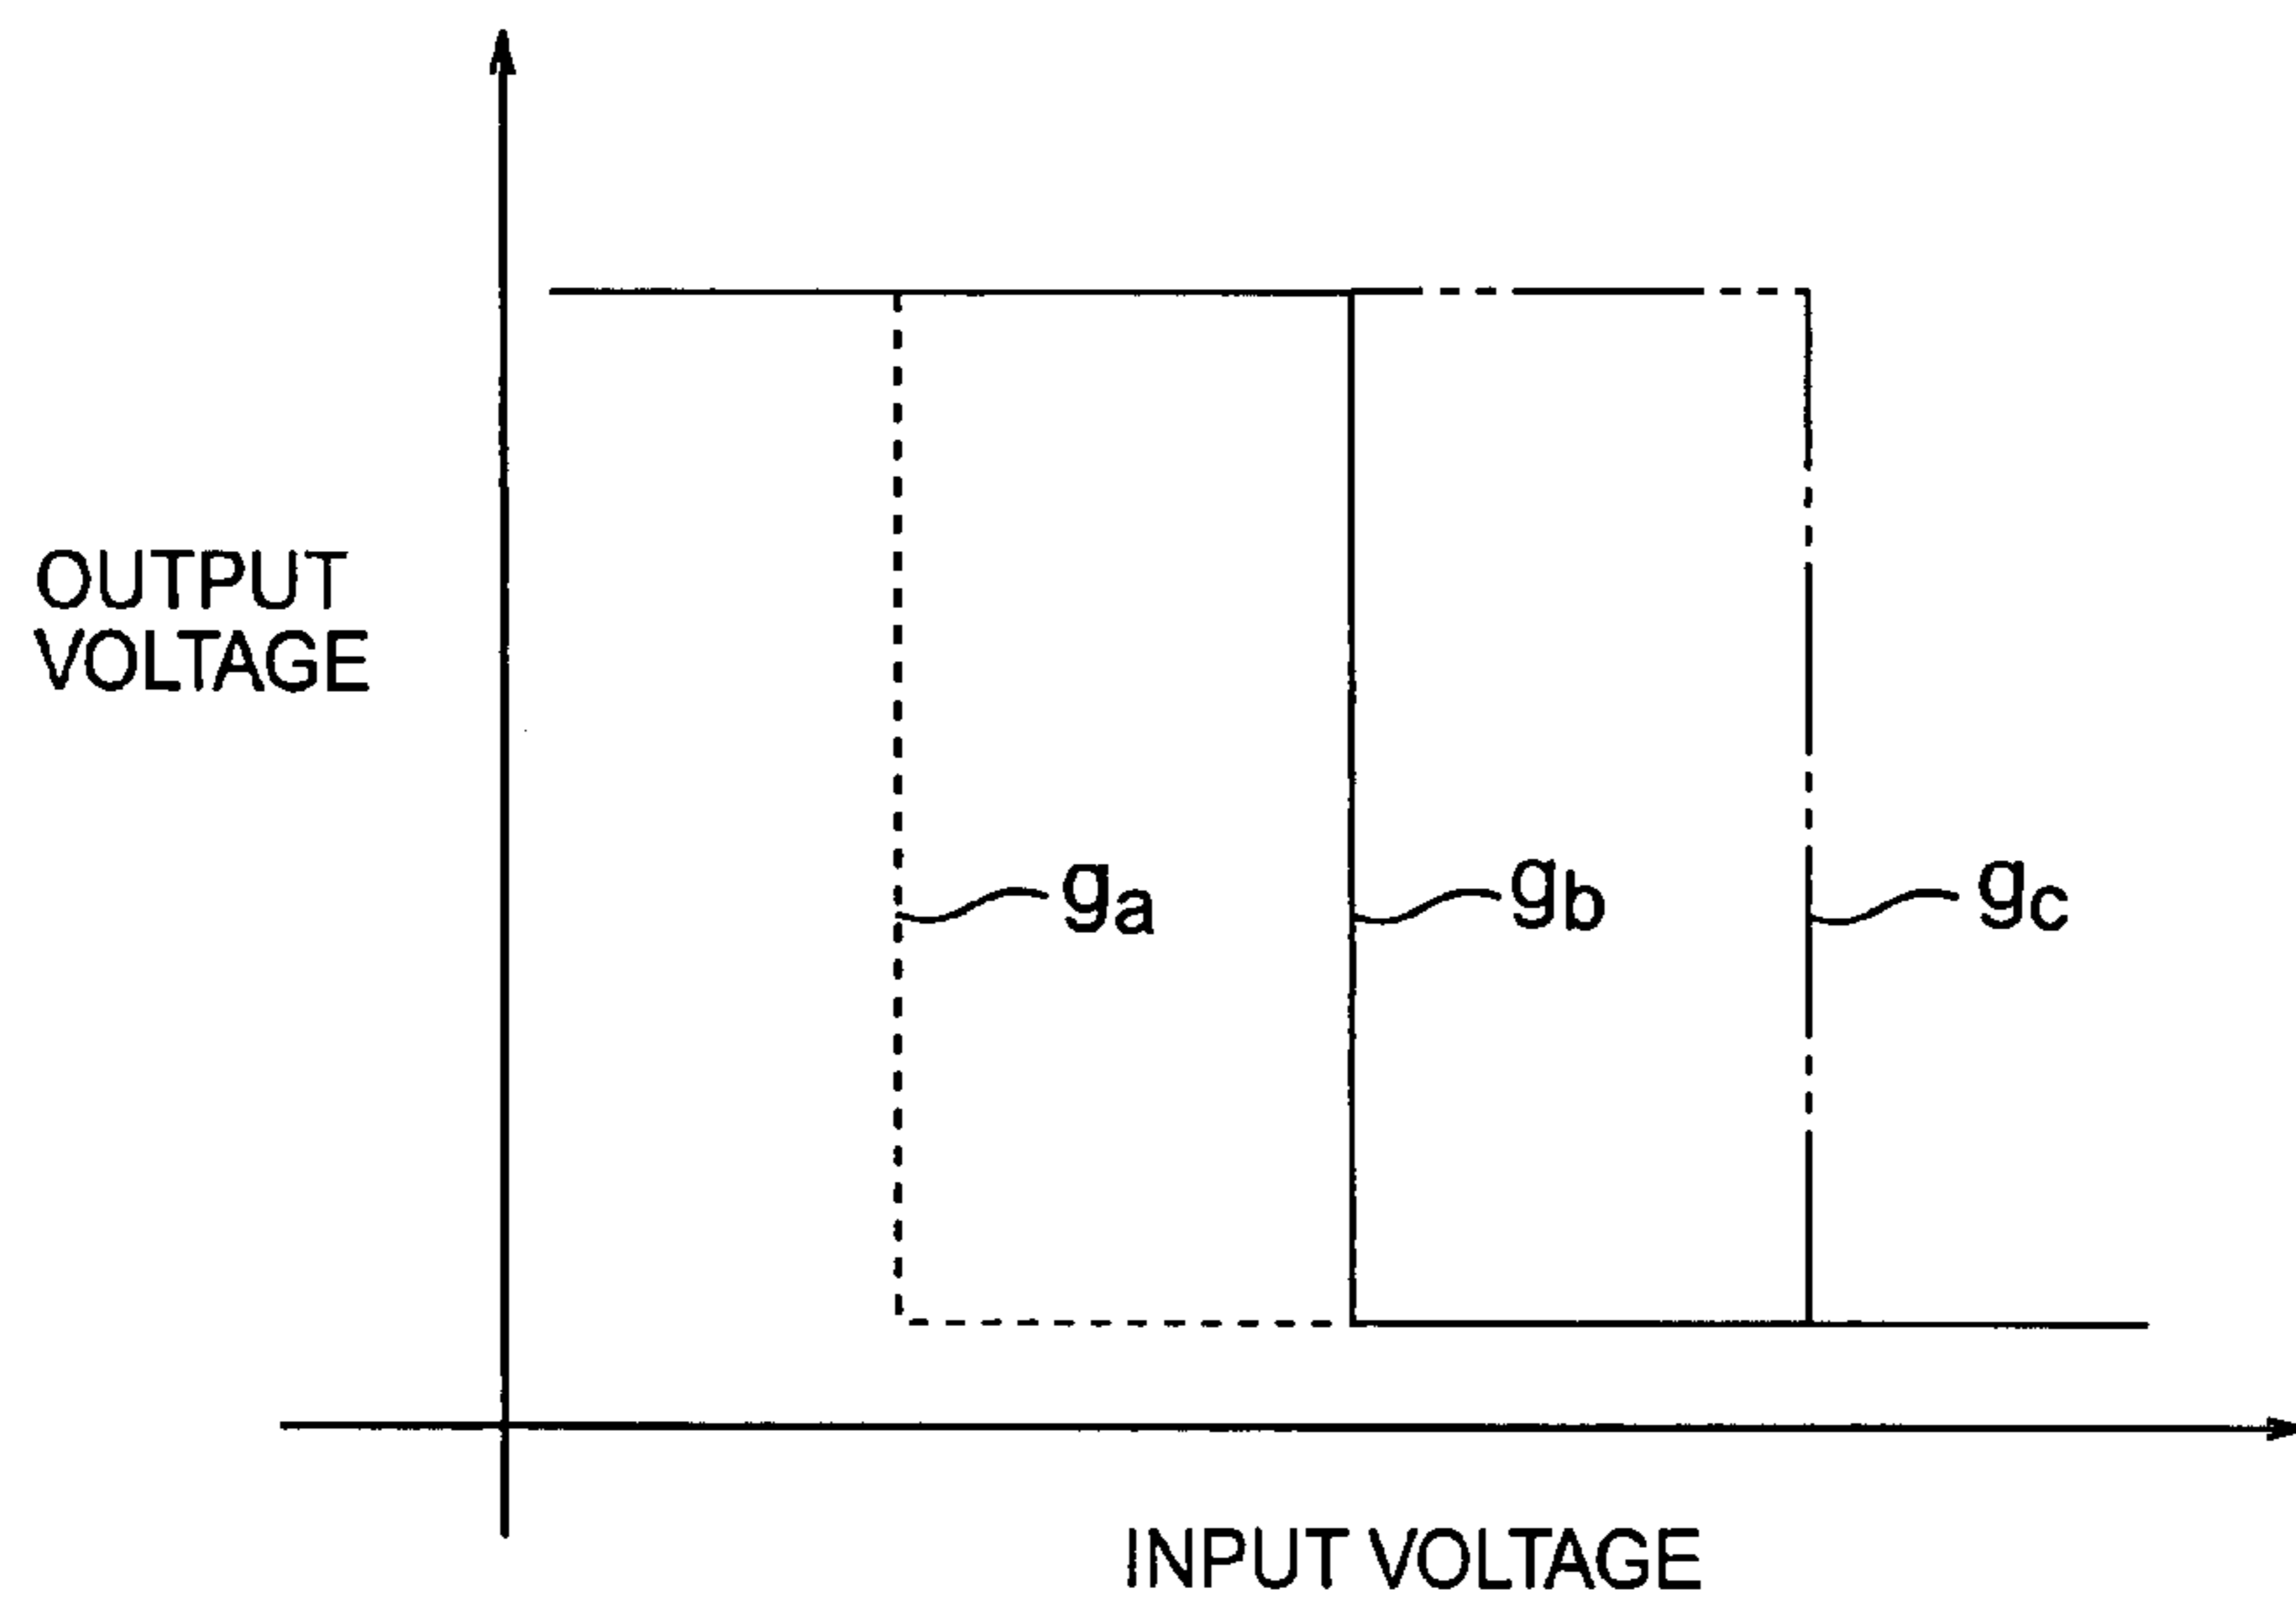 OUTPUT
VOLTAGE
ga
gb
gc
INPUT VOLTAGE